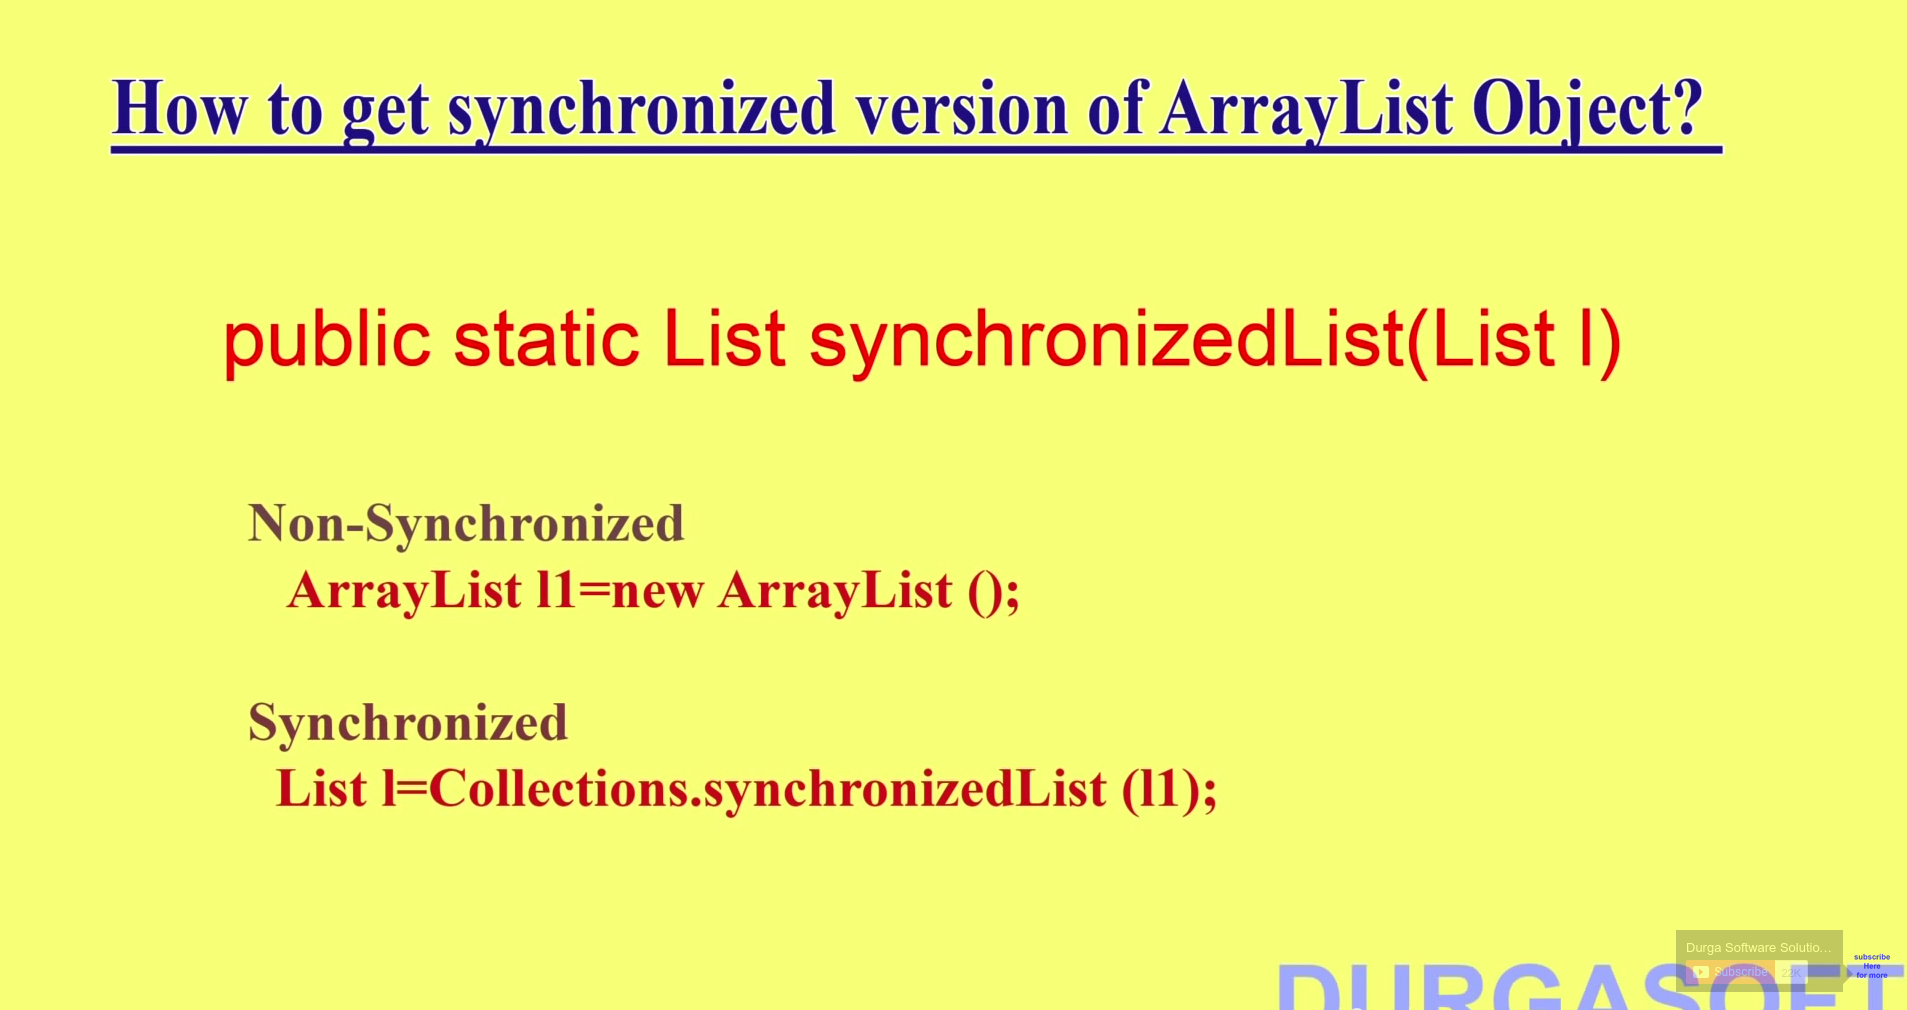 How to get synchronized version of ArrayList Object?
public static List synchronizedList(List l)
Non-Synchronized
ArrayList l1=new ArrayList ();
Synchronized
List l=Collections.synchronizedList (l1);
Durga Software Solutio...
Subscribe 22K
subscribe
Here
for more
DURGASOFT